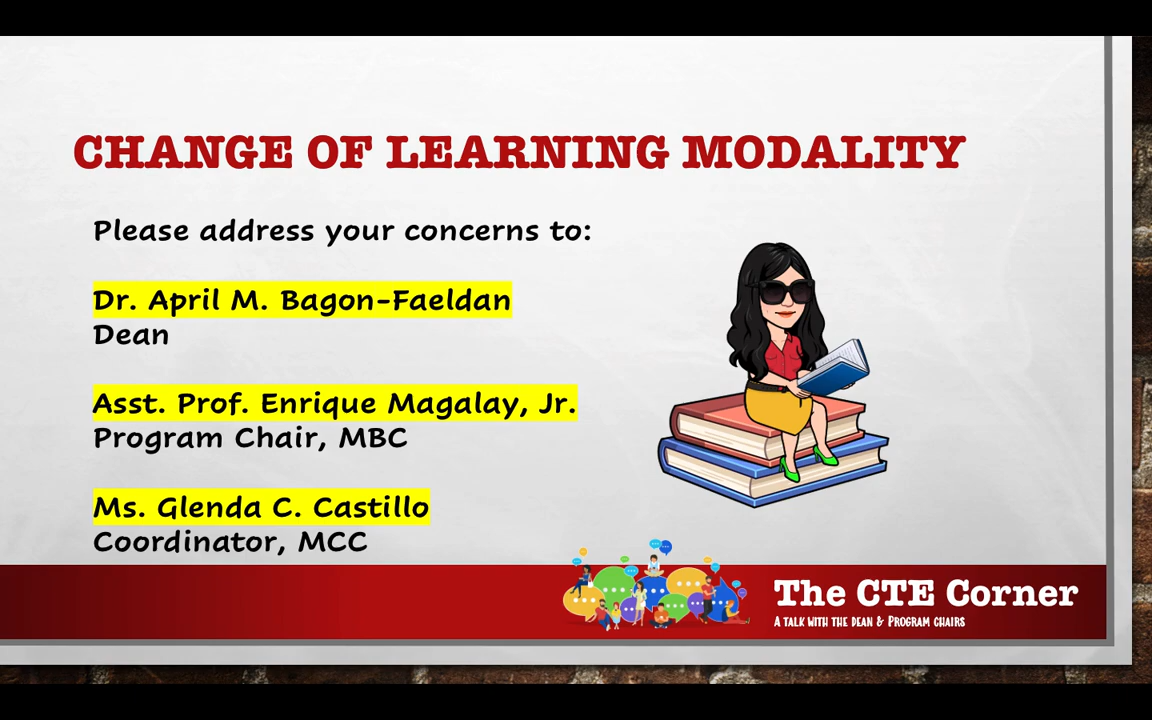 CHANGE OF LEARNING MODALITY
Please address your concerns to:
Dr. April M. Bagon-Faeldan
Dean
Asst. Prof. Enrique Magalay, Jr.
Program Chair, MBC
Ms. Glenda C. Castillo
Coordinator, MCC
The CTE Corner
A TALK WITH THE DEAN & PROGRAM CHAIRS